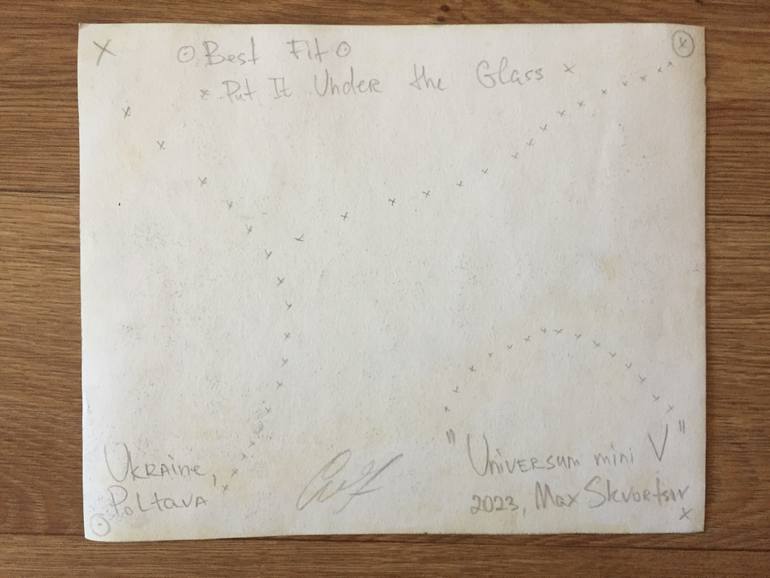 Best Fit
Put It Under the Glass
Ukraine,
Poltava
"Universum mini V"
2023, Max Skvortsov